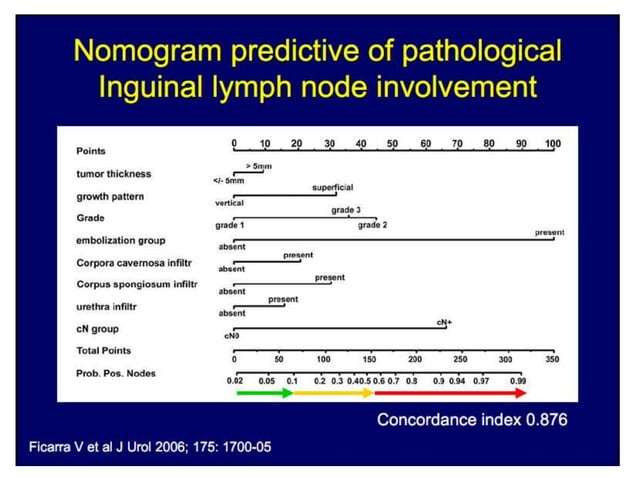 Nomogram predictive of pathological
Inguinal lymph node involvement
Points 0 10 20 30 40 50 60 70 80 90 100
tumor thickness </- 5mm > 5mm
growth pattern vertical superficial
Grade grade 1 grade 3 grade 2
embolization group absent present
Corpora cavernosa infiltr absent present
Corpus spongiosum infiltr absent present
urethra infiltr absent present
cN group cN0 cN+
Total Points 0 50 100 150 200 250 300 350
Prob. Pos. Nodes 0.02 0.05 0.1 0.2 0.3 0.4 0.5 0.6 0.7 0.8 0.9 0.94 0.97 0.99
Concordance index 0.876
Ficarra V et al J Urol 2006; 175: 1700-05